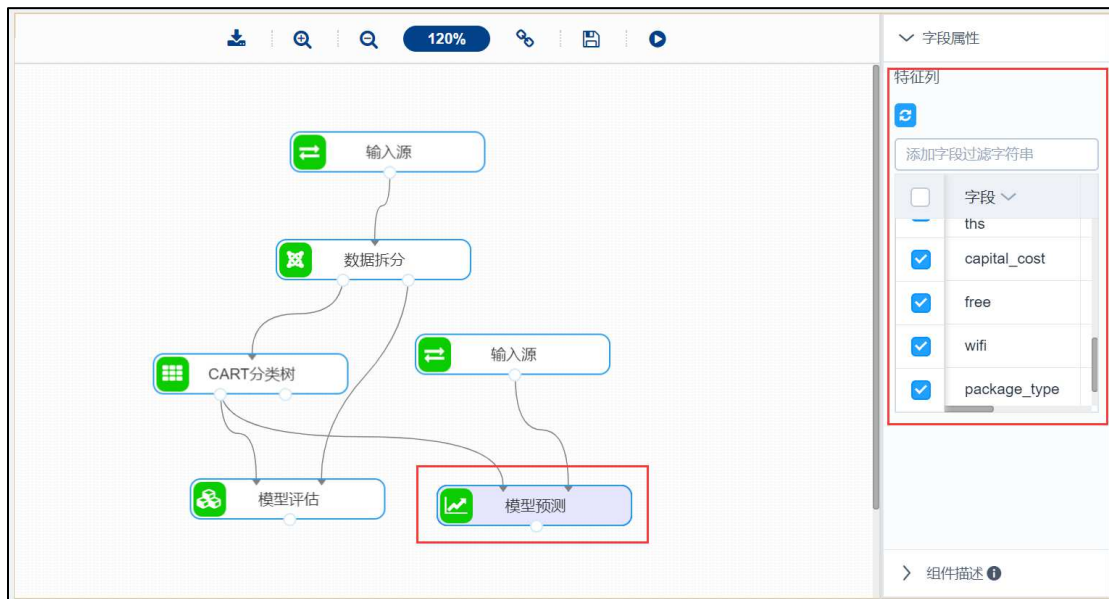 120%
字段属性
特征列
添加字段过滤字符串
字段
ths
capital_cost
free
wifi
package_type
输入源
数据拆分
CART分类树
输入源
模型评估
模型预测
组件描述